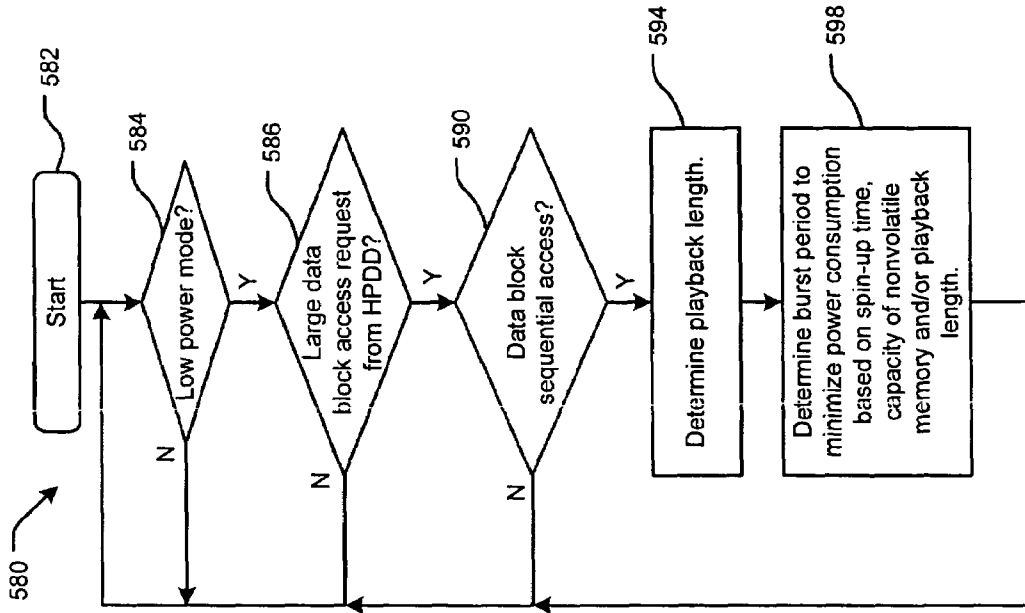 580
Start
582
Low power mode?
584
N
Y
Large data
block access request
from HPDD?
586
N
Y
Data block
sequential access?
590
N
Y
Determine playback length.
594
Determine burst period to
minimize power consumption
based on spin-up time,
capacity of nonvolatile
memory and/or playback
length.
598